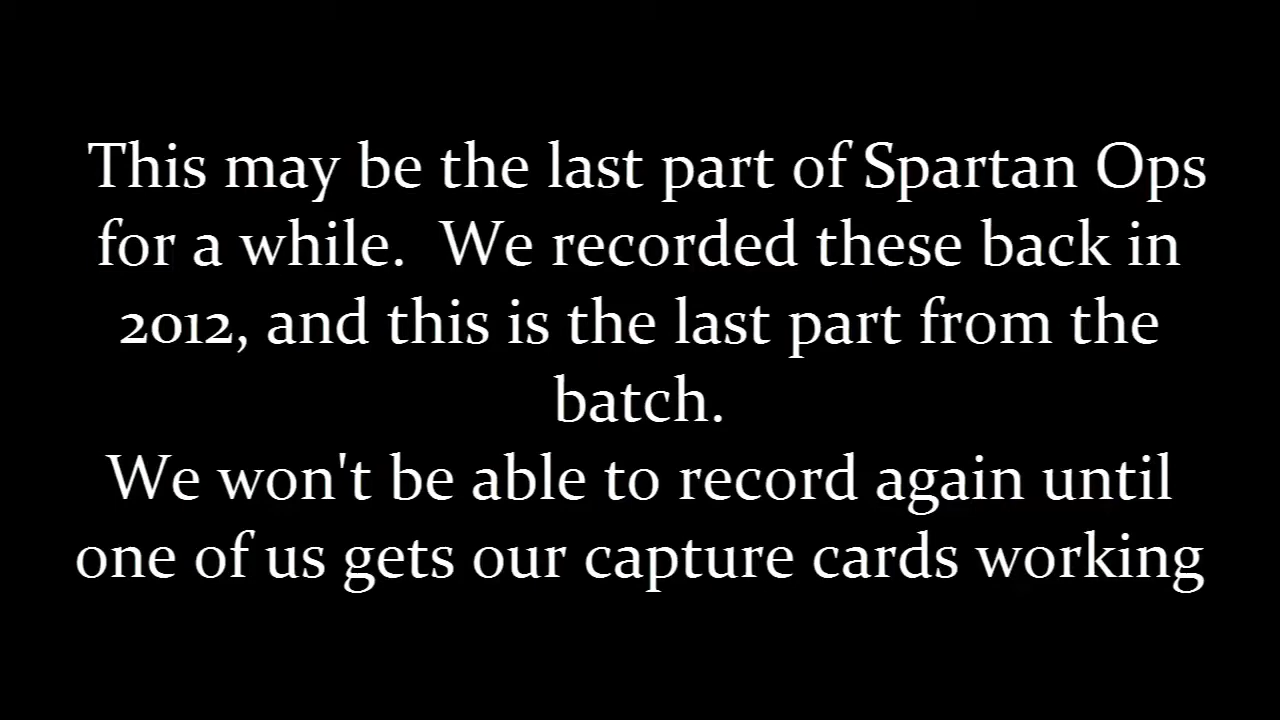 This may be the last part of Spartan Ops
for a while.  We recorded these back in
2012, and this is the last part from the
batch.
We won't be able to record again until
one of us gets our capture cards working